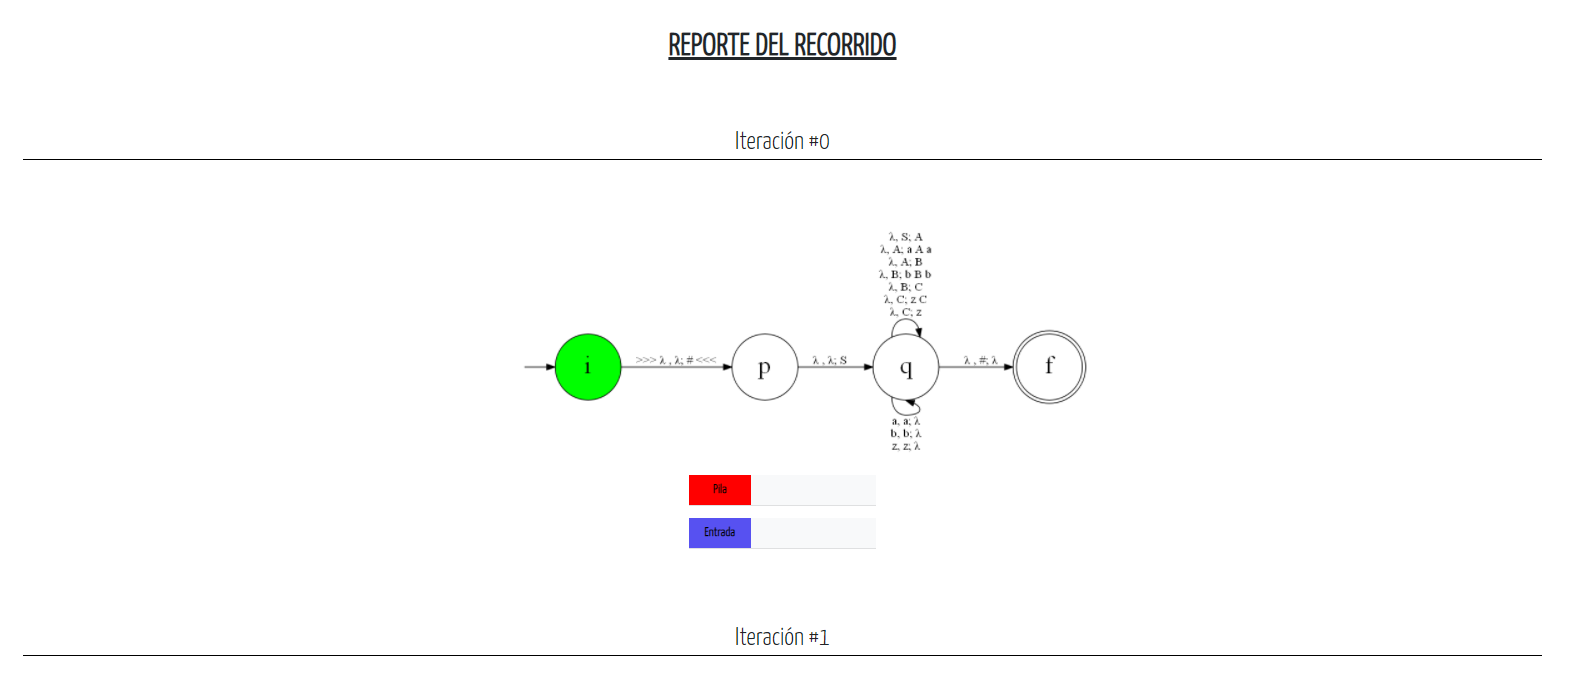 REPORTE DEL RECORRIDO
Iteración #0
λ, S; A
λ, A; a A a
λ, A; B
λ, B; b B b
λ, B; C
λ, C; z C
λ, C; z
i
>>> λ , λ; # <<<
p
λ , λ; S
q
λ , #; λ
f
a, a; λ
b, b; λ
z, z; λ
Pila
Entrada
Iteración #1